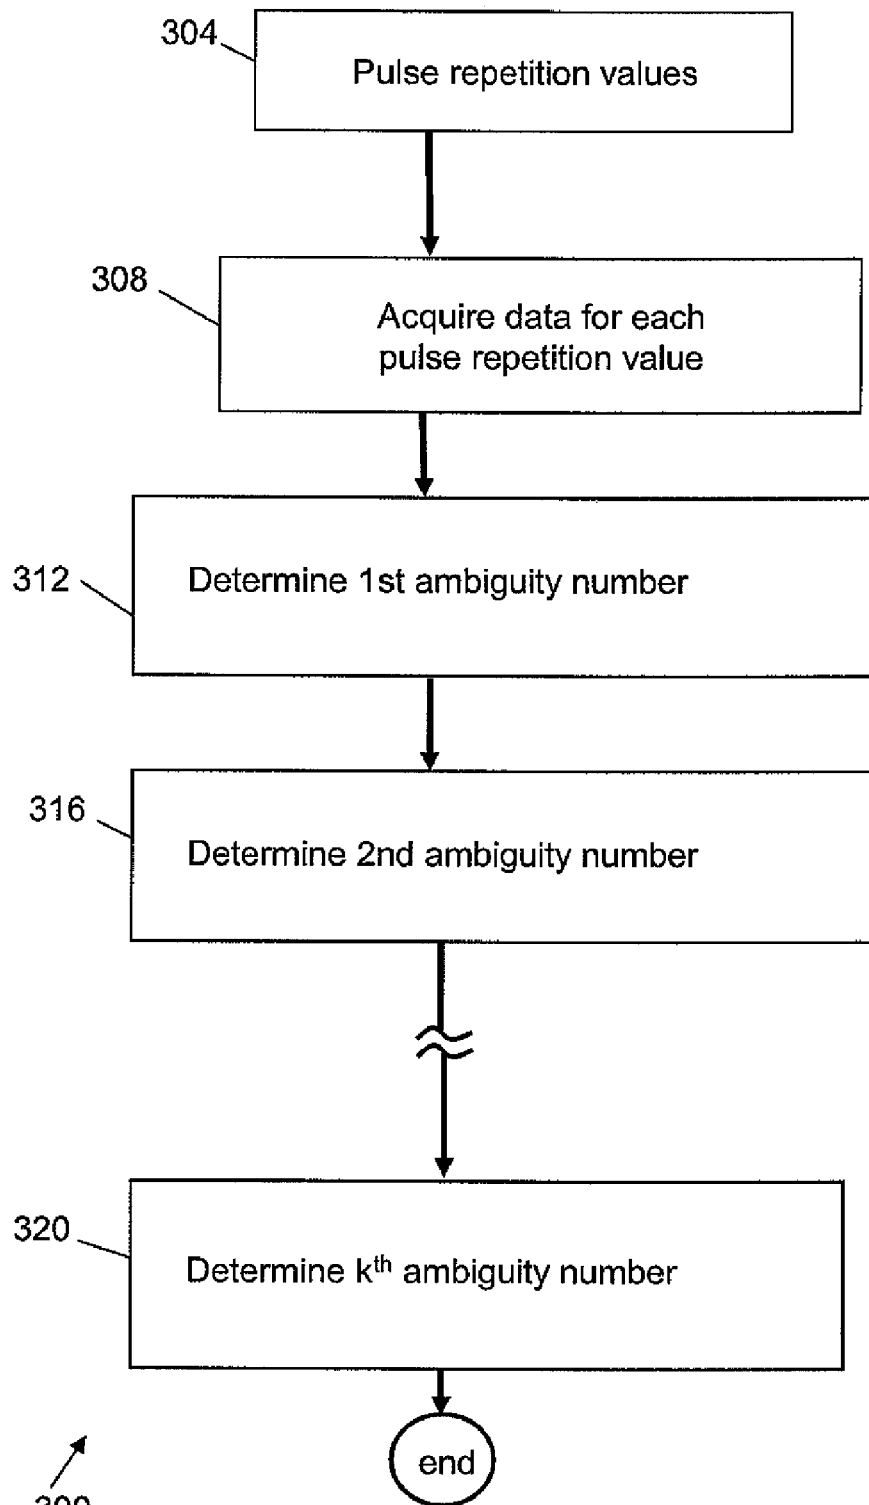 304
Pulse repetition values
308
Acquire data for each
pulse repetition value
312
Determine 1st ambiguity number
316
Determine 2nd ambiguity number
320
Determine kth ambiguity number
end